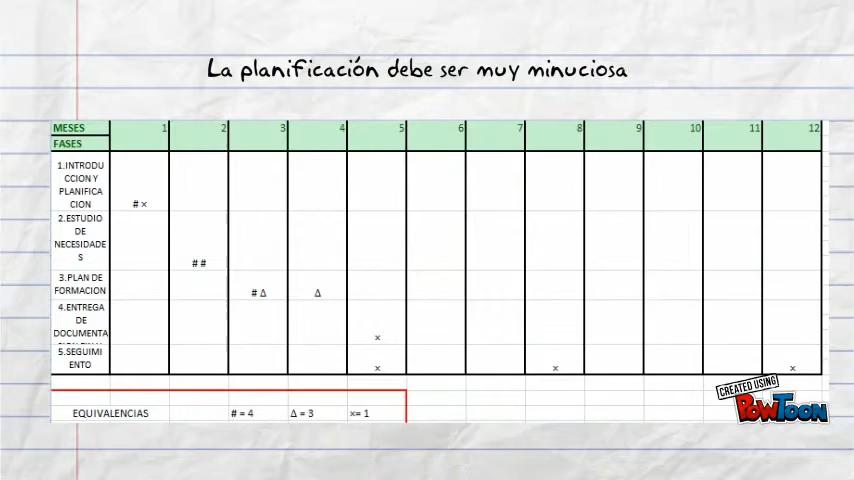 La planificación debe ser muy minuciosa
MESES 1 2 3 4 5 6 7 8 9 10 11 12
FASES
1.INTRODU
CCION Y
PLANIFICA
CION # ×
2.ESTUDIO
DE
NECESIDADE
S # #
3.PLAN DE
FORMACION # Δ Δ
4.ENTREGA
DE
DOCUMENTA ×
5.SEGUIMI
ENTO × × ×
EQUIVALENCIAS # = 4 Δ = 3 ×= 1
CREATED USING
POWTOON